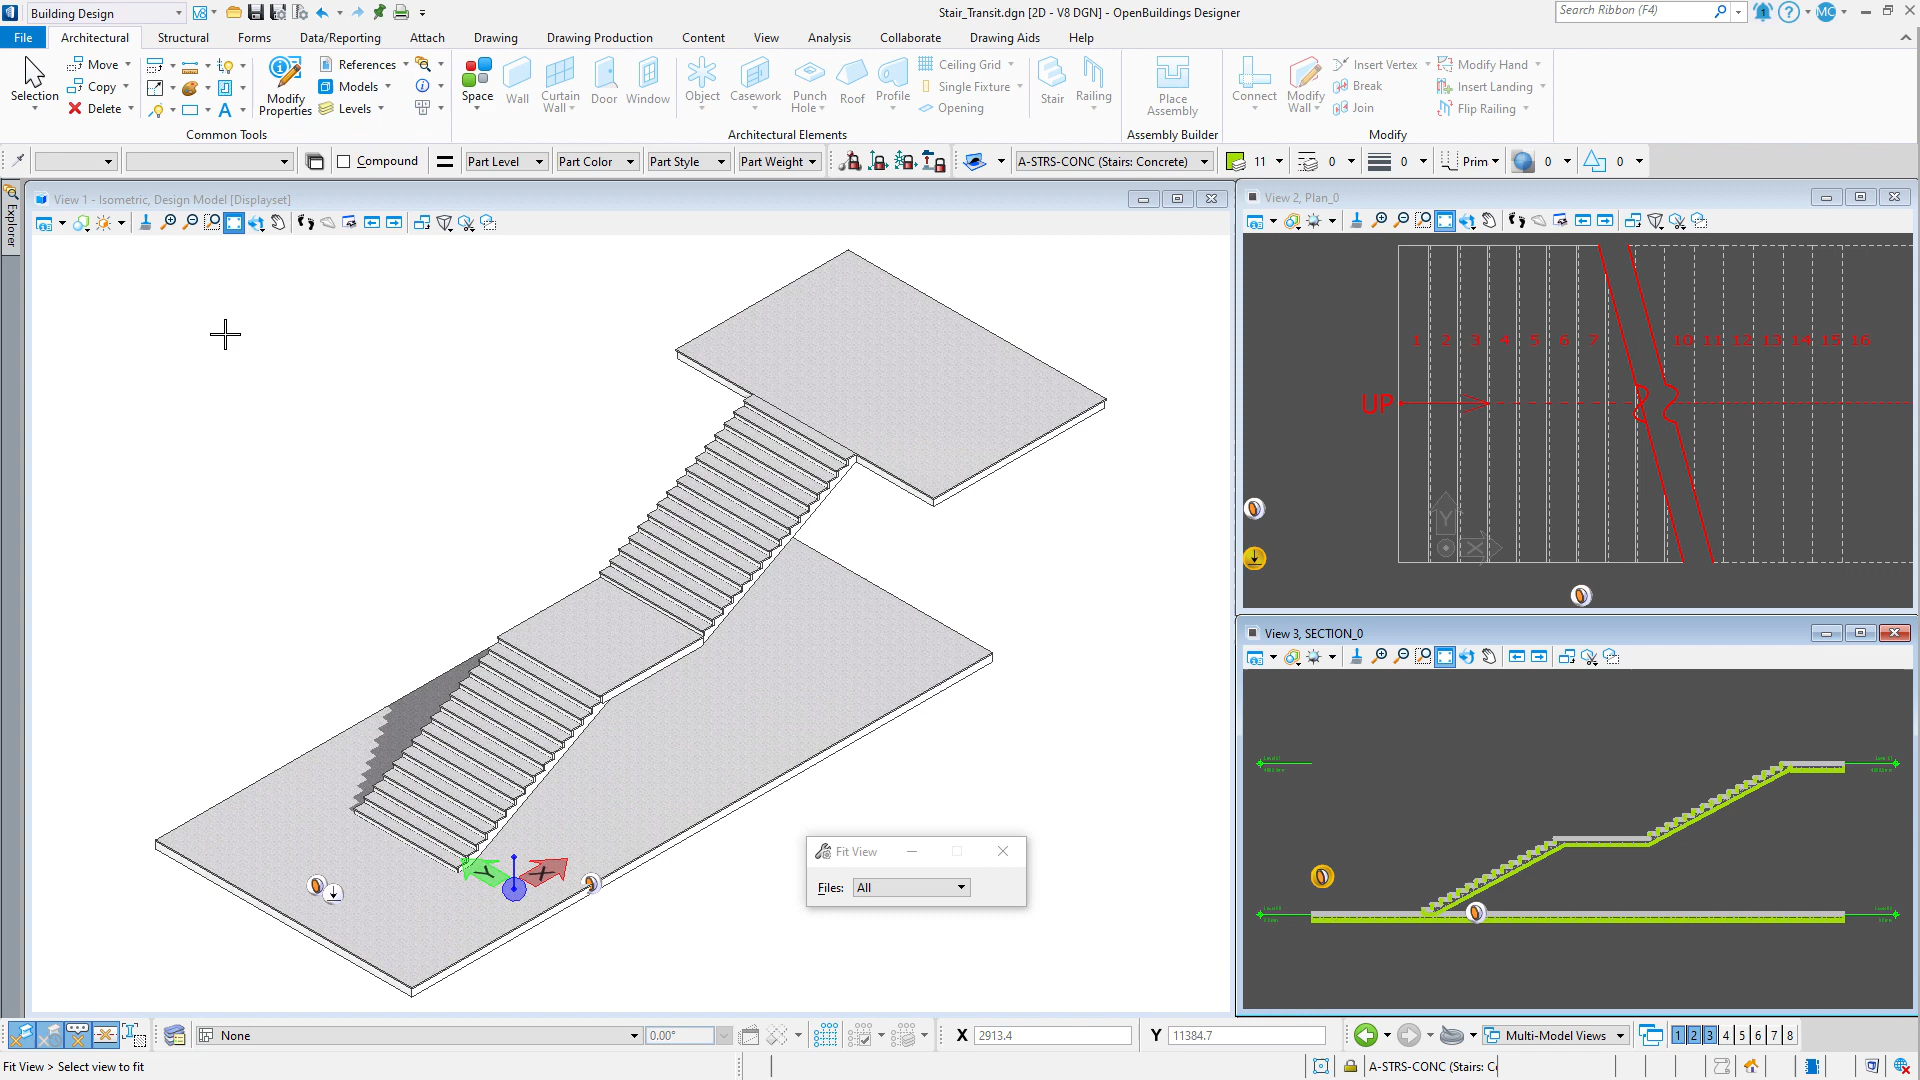 Building Design
Stair_Transit.dgn [2D - V8 DGN] - OpenBuildings Designer
Search Ribbon (F4)
MC
File Architectural Structural Forms Data/Reporting Attach Drawing Drawing Production Content View Analysis Collaborate Drawing Aids Help
Selection
Move
Copy
Delete
Modify Properties
References
Models
Levels
Common Tools
Space
Wall
Curtain Wall
Door
Window
Object
Casework
Punch Hole
Roof
Profile
Ceiling Grid
Single Fixture
Opening
Stair
Railing
Architectural Elements
Place Assembly
Assembly Builder
Connect
Modify Wall
Insert Vertex
Break
Join
Modify Hand
Insert Landing
Flip Railing
Modify
Compound
Part Level
Part Color
Part Style
Part Weight
A-STRS-CONC (Stairs: Concrete)
11
0
0
Prim
0
0
Explorer
View 1 - Isometric, Design Model [Displayset]
Y X
Fit View
Files: All
View 2, Plan_0
1 2 3 4 5 6 7 10 11 12 13 14 15 16
UP
Y
X
View 3, SECTION_0
None
0.00°
X 2913.4
Y 11384.7
Multi-Model Views
1 2 3 4 5 6 7 8
Fit View > Select view to fit
A-STRS-CONC (Stairs: C